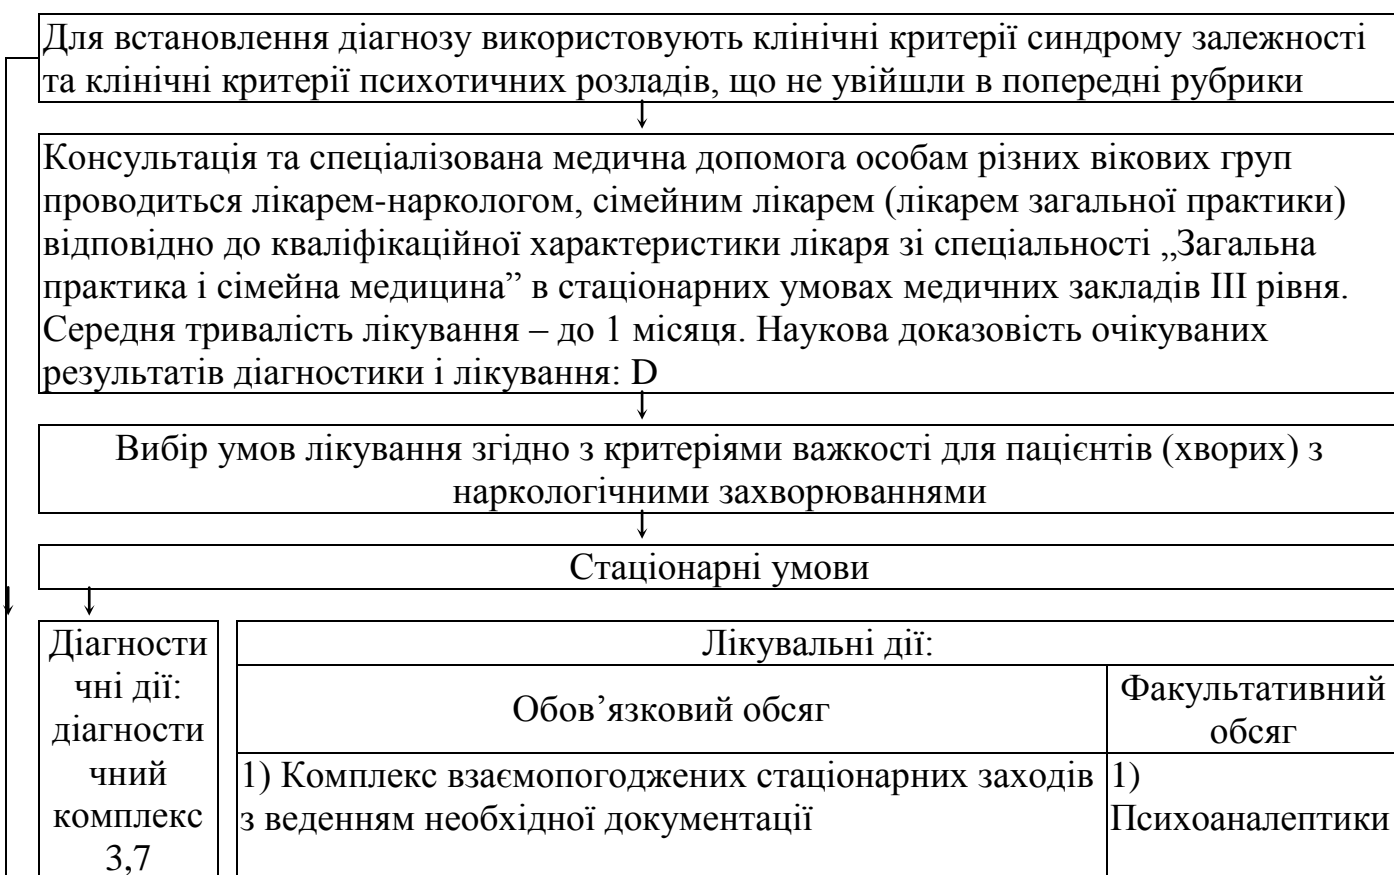 Для встановлення діагнозу використовують клінічні критерії синдрому залежності
та клінічні критерії психотичних розладів, що не увійшли в попередні рубрики
Консультація та спеціалізована медична допомога особам різних вікових груп
проводиться лікарем-наркологом, сімейним лікарем (лікарем загальної практики)
відповідно до кваліфікаційної характеристики лікаря зі спеціальності „Загальна
практика і сімейна медицина” в стаціонарних умовах медичних закладів III рівня.
Середня тривалість лікування – до 1 місяця. Наукова доказовість очікуваних
результатів діагностики і лікування: D
Вибір умов лікування згідно з критеріями важкості для пацієнтів (хворих) з
наркологічними захворюваннями
Стаціонарні умови
Діагности
чні дії:
діагности
чний
комплекс
3,7
Лікувальні дії:
Обов’язковий обсяг
Факультативний
обсяг
1) Комплекс взаємопогоджених стаціонарних заходів
з веденням необхідної документації
1)
Психоаналептики